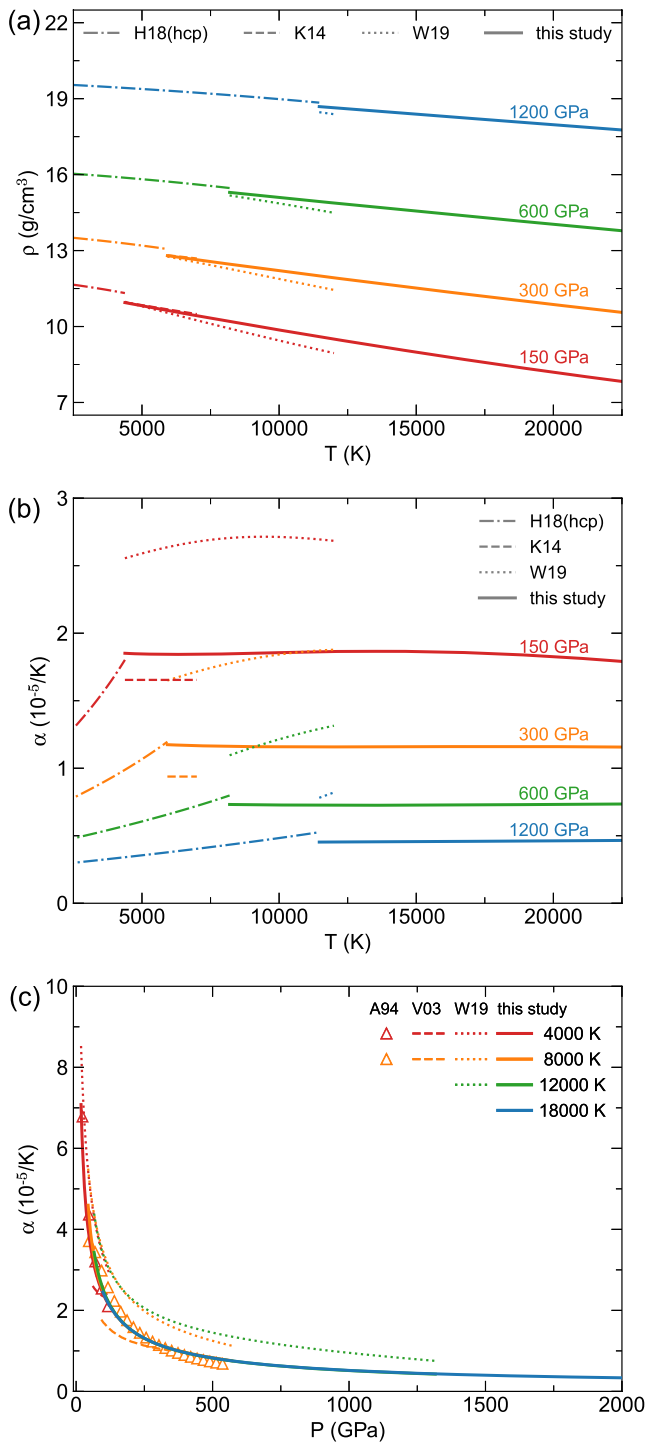 (a)
H18(hcp) K14 W19 this study
22
19
16
13
10
7
ρ (g/cm³)
1200 GPa
600 GPa
300 GPa
150 GPa
5000 10000 15000 20000
T (K)
(b)
3
2
1
0
α (10⁻⁵/K)
H18(hcp)
K14
W19
this study
150 GPa
300 GPa
600 GPa
1200 GPa
5000 10000 15000 20000
T (K)
(c)
10
8
6
4
2
0
α (10⁻⁵/K)
A94 V03 W19 this study
4000 K
8000 K
12000 K
18000 K
0 500 1000 1500 2000
P (GPa)